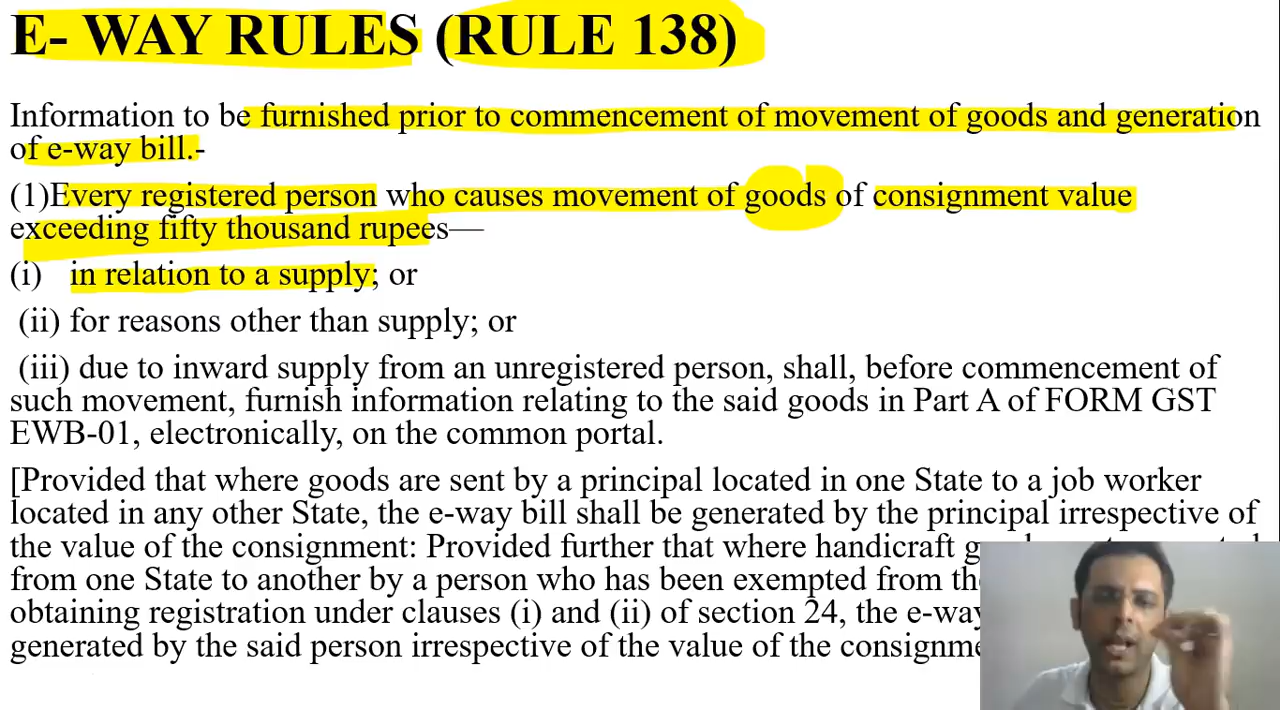 E- WAY RULES (RULE 138)
Information to be furnished prior to commencement of movement of goods and generation
of e-way bill.-
(1)Every registered person who causes movement of goods of consignment value
exceeding fifty thousand rupees—
(i) in relation to a supply; or
(ii) for reasons other than supply; or
(iii) due to inward supply from an unregistered person, shall, before commencement of
such movement, furnish information relating to the said goods in Part A of FORM GST
EWB-01, electronically, on the common portal.
[Provided that where goods are sent by a principal located in one State to a job worker
located in any other State, the e-way bill shall be generated by the principal irrespective of
the value of the consignment: Provided further that where handicraft
from one State to another by a person who has been exempted from
obtaining registration under clauses (i) and (ii) of section 24, the e-way
generated by the said person irrespective of the value of the